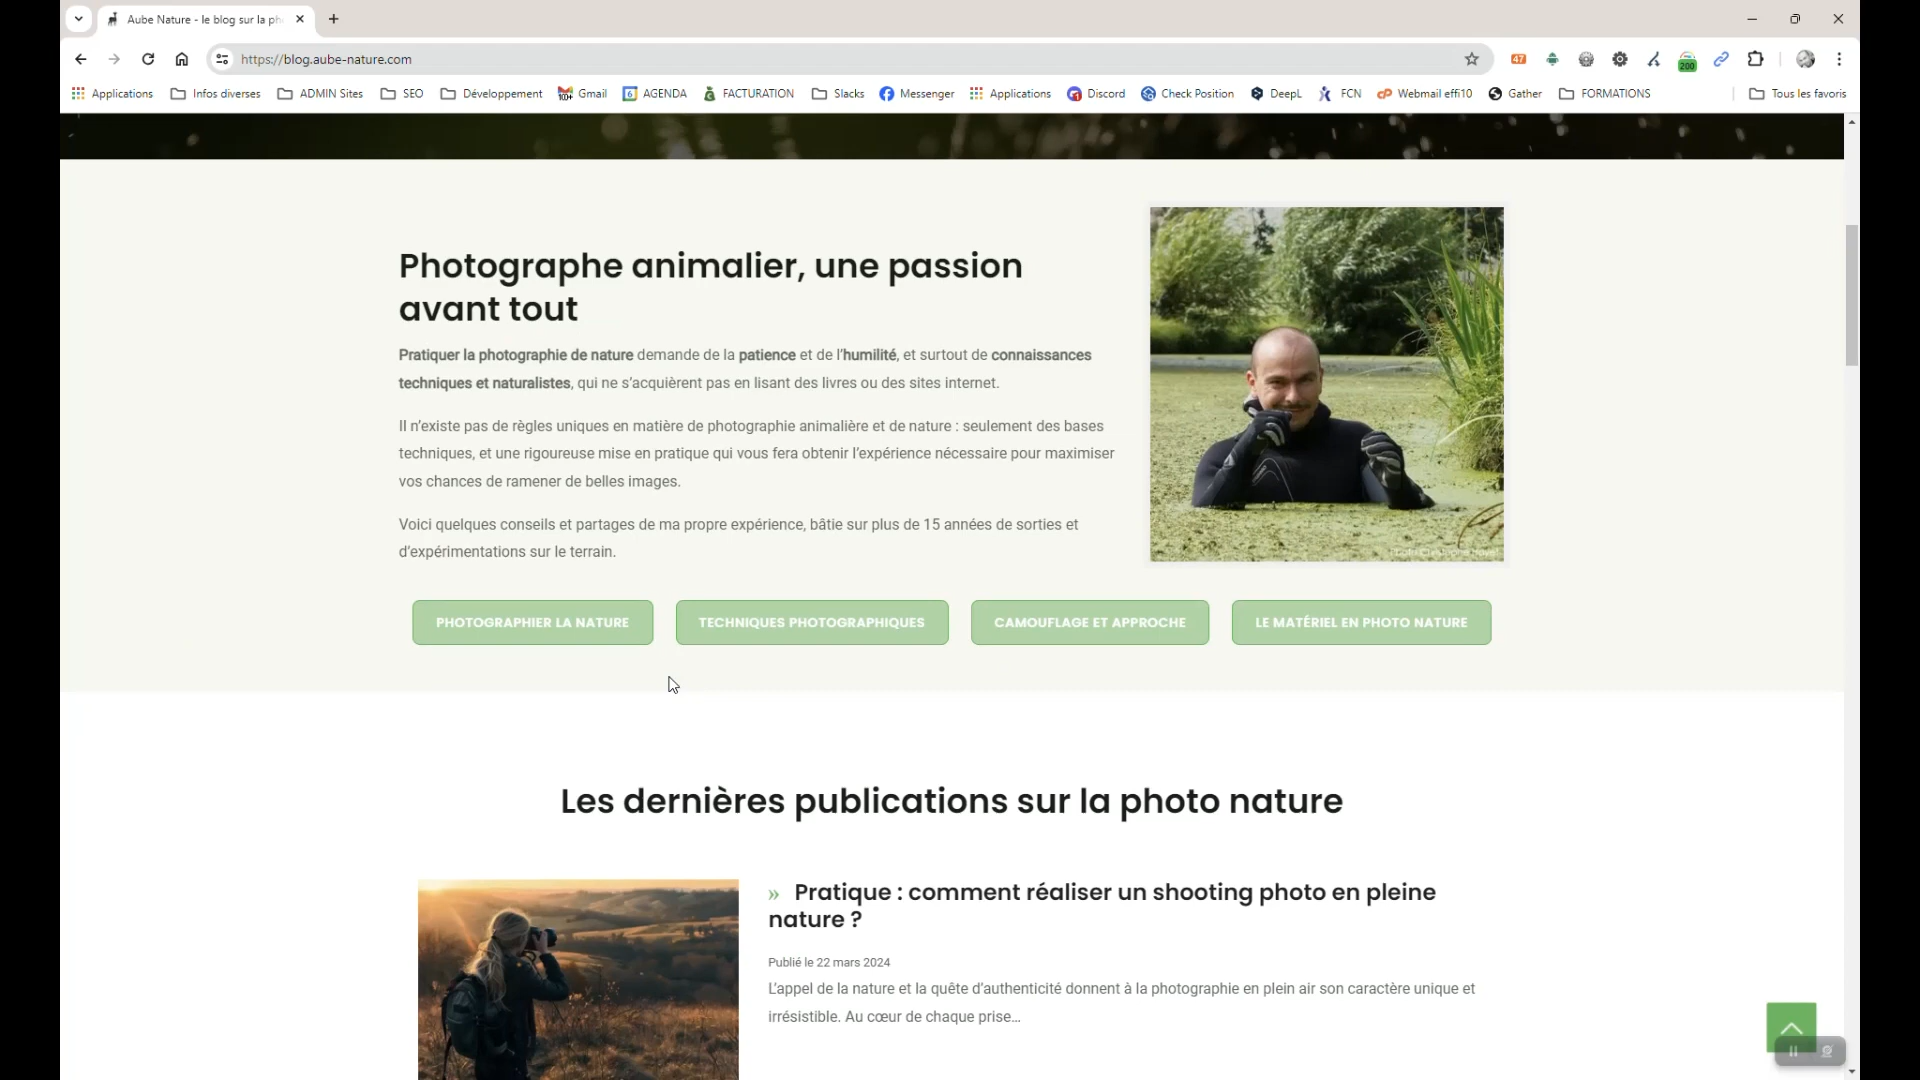 Aube Nature - le blog sur la ph
https://blog.aube-nature.com
47
200
Applications
Infos diverses
ADMIN Sites
SEO
Développement
Gmail
AGENDA
FACTURATION
Slacks
Messenger
Applications
Discord
Check Position
DeepL
FCN
Webmail effi10
Gather
FORMATIONS
Tous les favoris
Photographe animalier, une passion
avant tout
Pratiquer la photographie de nature demande de la patience et de l'humilité, et surtout de connaissances
techniques et naturalistes, qui ne s'acquièrent pas en lisant des livres ou des sites internet.
Il n'existe pas de règles uniques en matière de photographie animalière et de nature : seulement des bases
techniques, et une rigoureuse mise en pratique qui vous fera obtenir l'expérience nécessaire pour maximiser
vos chances de ramener de belles images.
Voici quelques conseils et partages de ma propre expérience, bâtie sur plus de 15 années de sorties et
d'expérimentations sur le terrain.
PHOTOGRAPHIER LA NATURE
TECHNIQUES PHOTOGRAPHIQUES
CAMOUFLAGE ET APPROCHE
LE MATÉRIEL EN PHOTO NATURE
Les dernières publications sur la photo nature
» Pratique : comment réaliser un shooting photo en pleine
nature ?
Publié le 22 mars 2024
L'appel de la nature et la quête d'authenticité donnent à la photographie en plein air son caractère unique et
irrésistible. Au cœur de chaque prise…